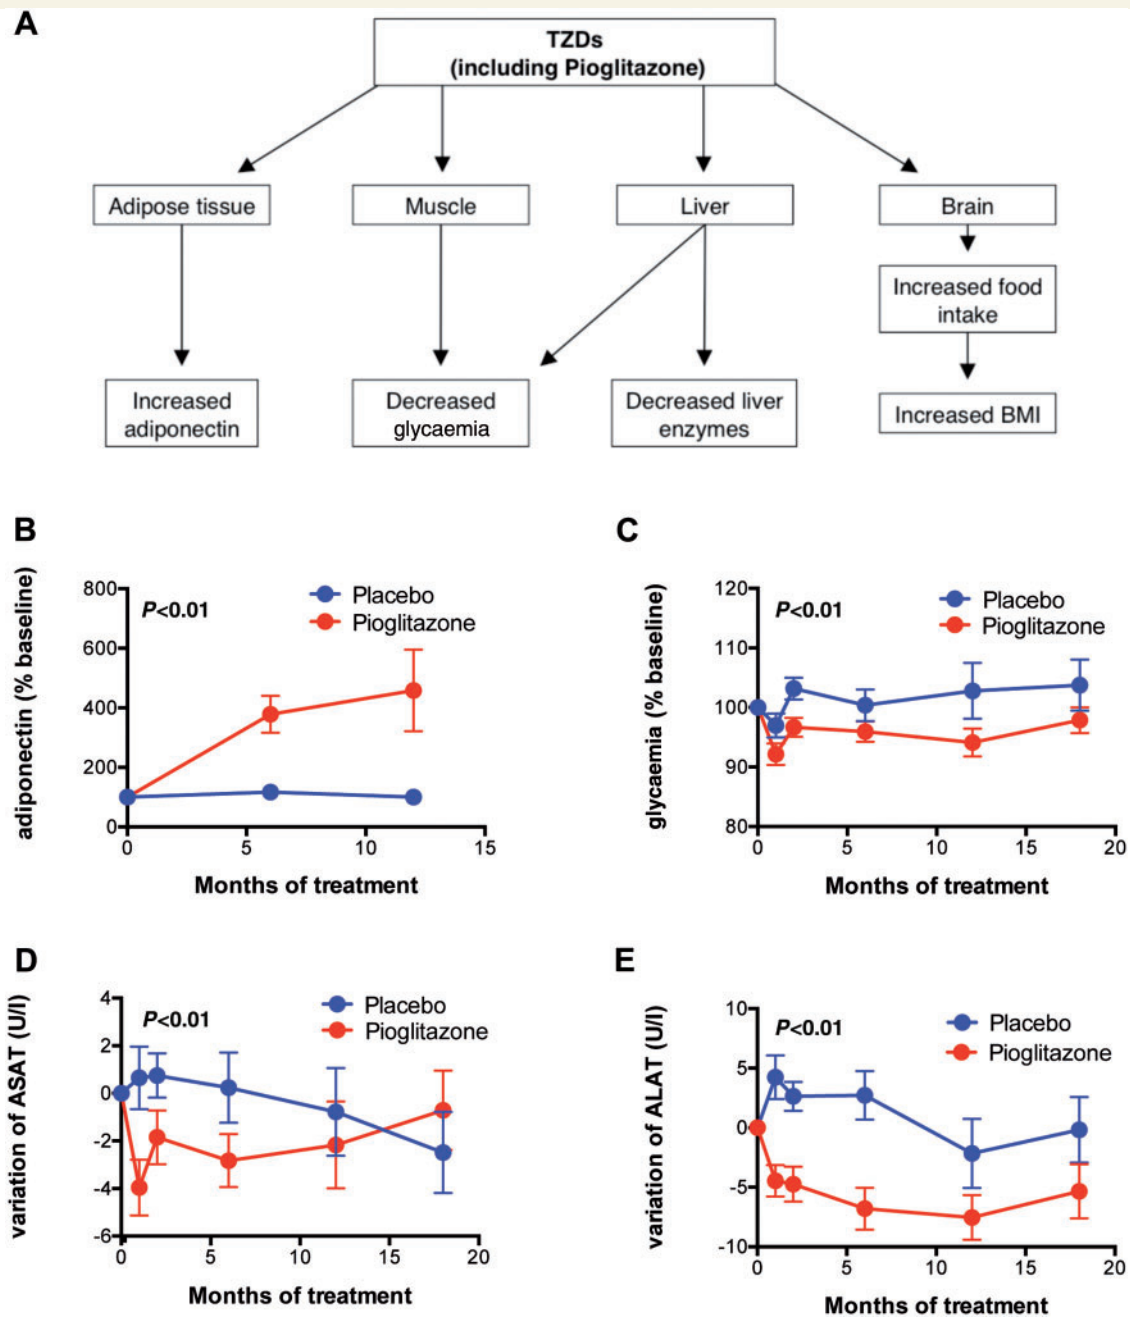 A
TZDs
(including Pioglitazone)
Adipose tissue
Muscle
Liver
Brain
Increased food
intake
Increased
adiponectin
Decreased
glycaemia
Decreased liver
enzymes
Increased BMI
B
adiponectin (% baseline)
800
600
400
200
0
P<0.01
Placebo
Pioglitazone
0
5
10
15
Months of treatment
C
glycaemia (% baseline)
120
110
100
90
80
P<0.01
Placebo
Pioglitazone
0
5
10
15
20
Months of treatment
D
variation of ASAT (U/l)
4
2
0
-2
-4
-6
P<0.01
Placebo
Pioglitazone
0
5
10
15
20
Months of treatment
E
variation of ALAT (U/l)
10
5
0
-5
-10
P<0.01
Placebo
Pioglitazone
0
5
10
15
20
Months of treatment